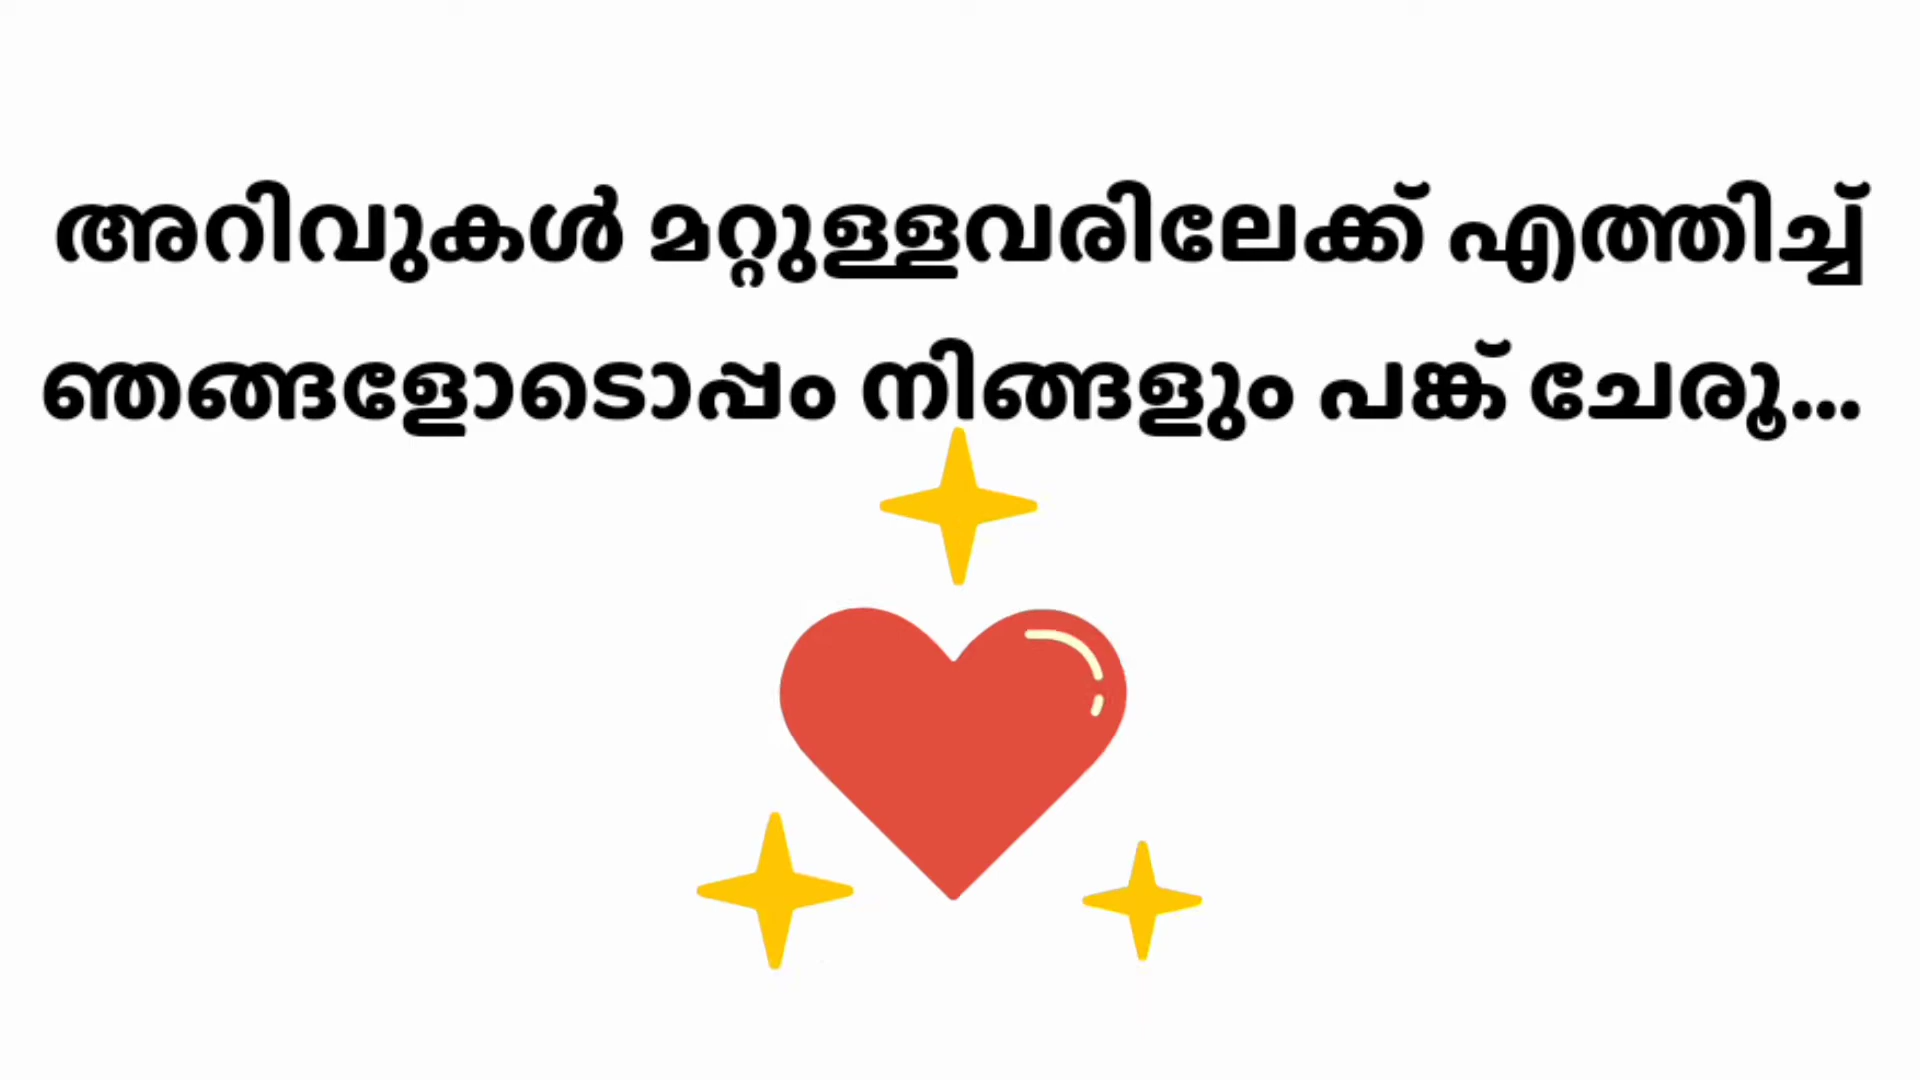 അറിവുകൾ മറ്റുള്ളവരിലേക്ക് എത്തിച്ച്
ഞങ്ങളോടൊപ്പം നിങ്ങളും പങ്ക് ചേരൂ...